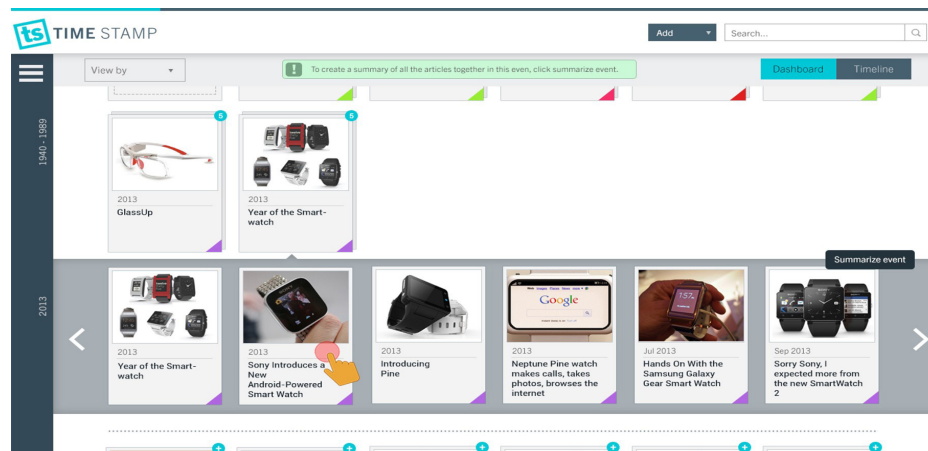 ts TIME STAMP
Add
Search...
View by
! To create a summary of all the articles together in this even, click summarize event.
Dashboard
Timeline
1940 - 1989
5
5
2013
GlassUp
2013
Year of the Smart-
watch
Summarize event
2013
2013
Year of the Smart-
watch
2013
Sony Introduces a
New
Android-Powered
Smart Watch
2013
Introducing
Pine
Google
2013
Neptune Pine watch
makes calls, takes
photos, browses the
internet
Jul 2013
Hands On With the
Samsung Galaxy
Gear Smart Watch
Sep 2013
Sorry Sony, I
expected more from
the new SmartWatch
2
+
+
+
+
+
+